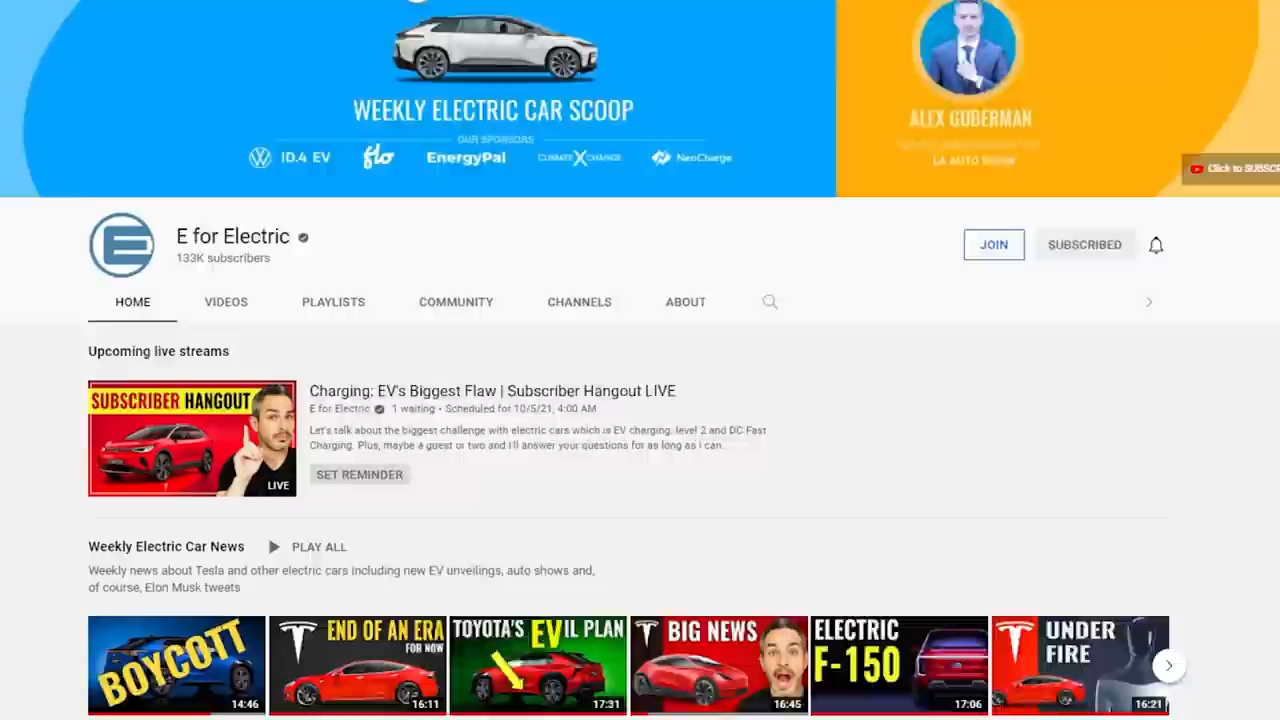 WEEKLY ELECTRIC CAR SCOOP
OUR SPONSORS
ID.4 EV
flo
EnergyPal
CLIMATE X CHANGE
NeoCharge
ALEX GUBERMAN
LA AUTO SHOW
Click to SUBSCR
E for Electric
133K subscribers
JOIN
SUBSCRIBED
HOME
VIDEOS
PLAYLISTS
COMMUNITY
CHANNELS
ABOUT
Upcoming live streams
SUBSCRIBER HANGOUT
LIVE
Charging: EV's Biggest Flaw | Subscriber Hangout LIVE
E for Electric 1 waiting • Scheduled for 10/5/21, 4:00 AM
Let's talk about the biggest challenge with electric cars which is EV charging, level 2 and DC Fast
Charging. Plus, maybe a guest or two and I'll answer your questions for as long as I can...
SET REMINDER
Weekly Electric Car News
PLAY ALL
Weekly news about Tesla and other electric cars including new EV unveilings, auto shows and,
of course, Elon Musk tweets
BOYCOTT
14:46
END OF AN ERA
FOR NOW
16:11
TOYOTA'S EVIL PLAN
17:31
BIG NEWS
16:45
ELECTRIC
F-150
17:06
UNDER
FIRE
16:21